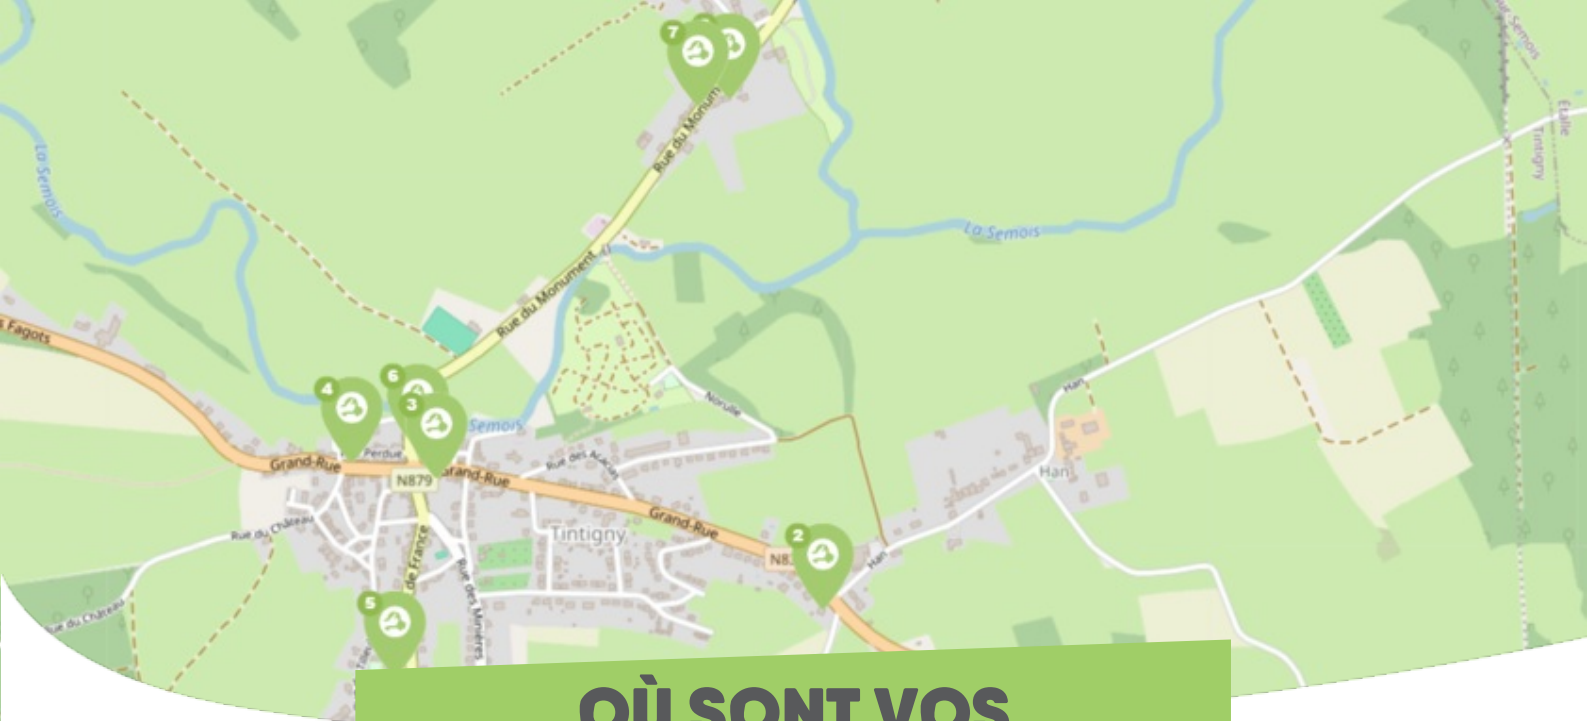 7
Rue du Monum
La Semois
Étalle
Tintigny
La Semois
Rue du Monument
s Fagots
6
4
3
Semois
Norulle
Han
Perdue
Grand-Rue
Grand-Rue
Rue des Acacias
N879
Han
Rue du Château
Grand-Rue
Tintigny
2
N83
Han
de France
Rue des Minières
5
Rue du Château
OÙ SONT VOS